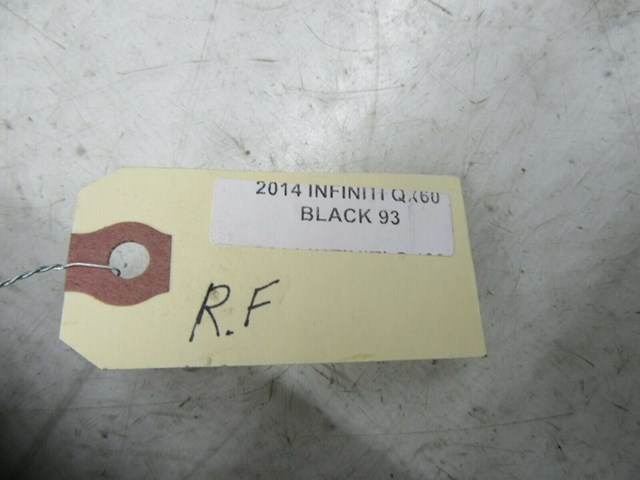 2014 INFINITI QX60
BLACK 93
R.F